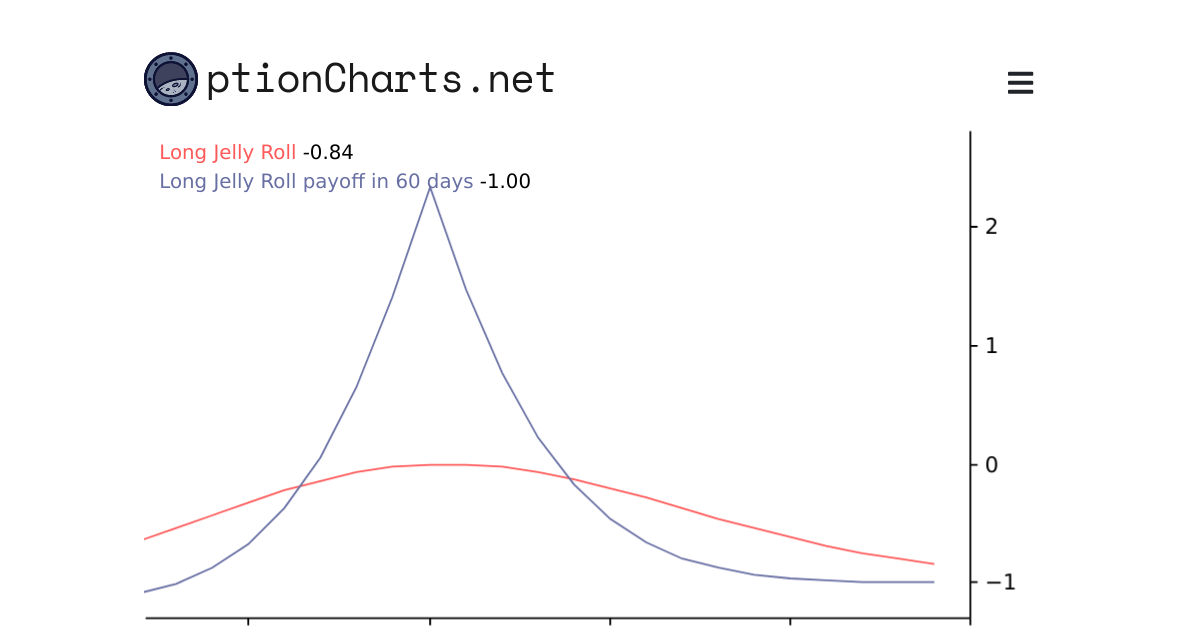 ptionCharts.net
Long Jelly Roll -0.84
Long Jelly Roll payoff in 60 days -1.00
2
1
0
−1